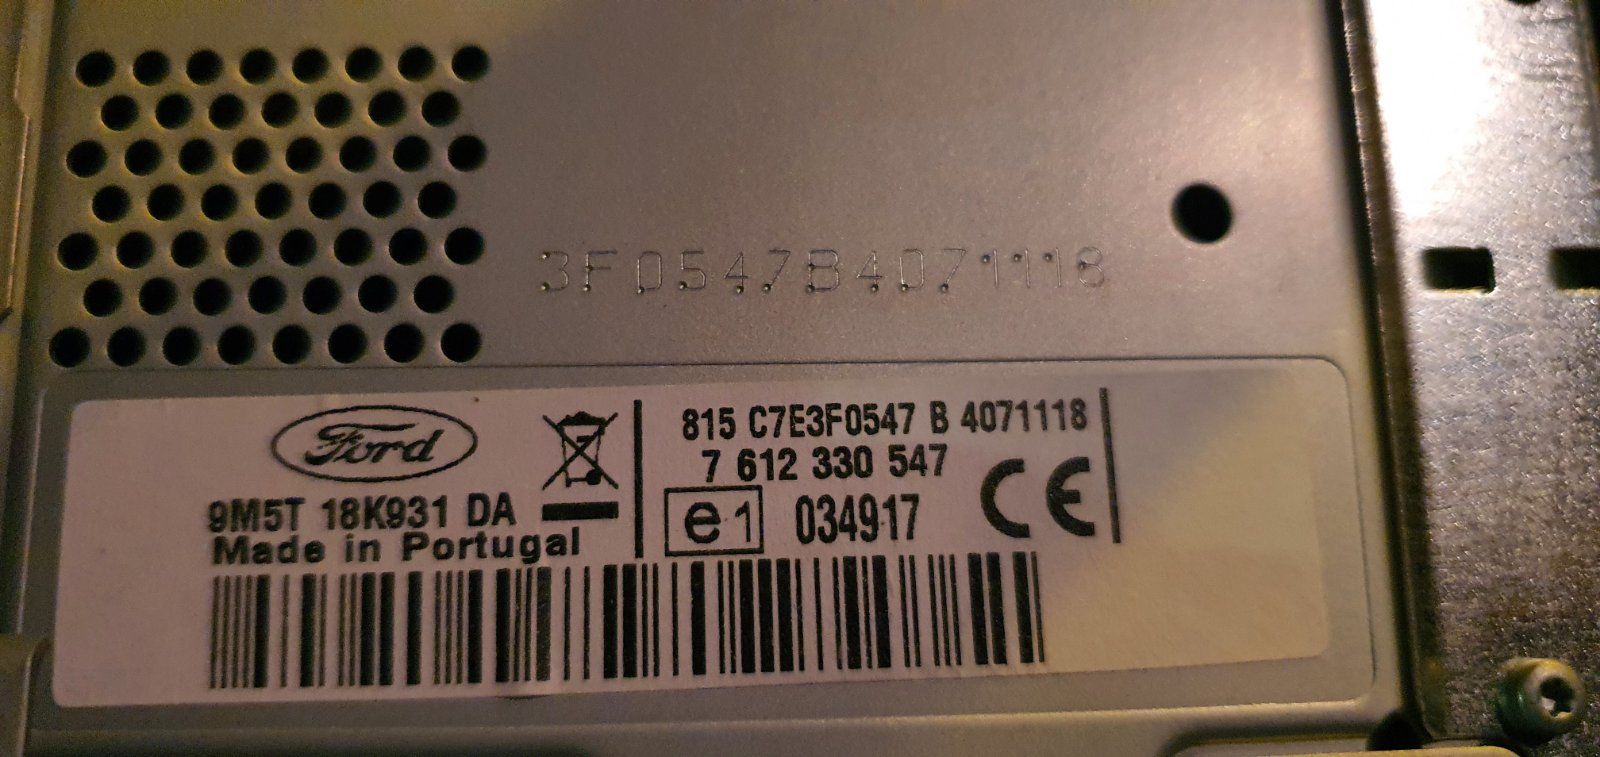 3F0547B4071118
Ford
9M5T 18K931 DA
Made in Portugal
815 C7E3F0547 B 4071118
7 612 330 547
e1 034917 CE